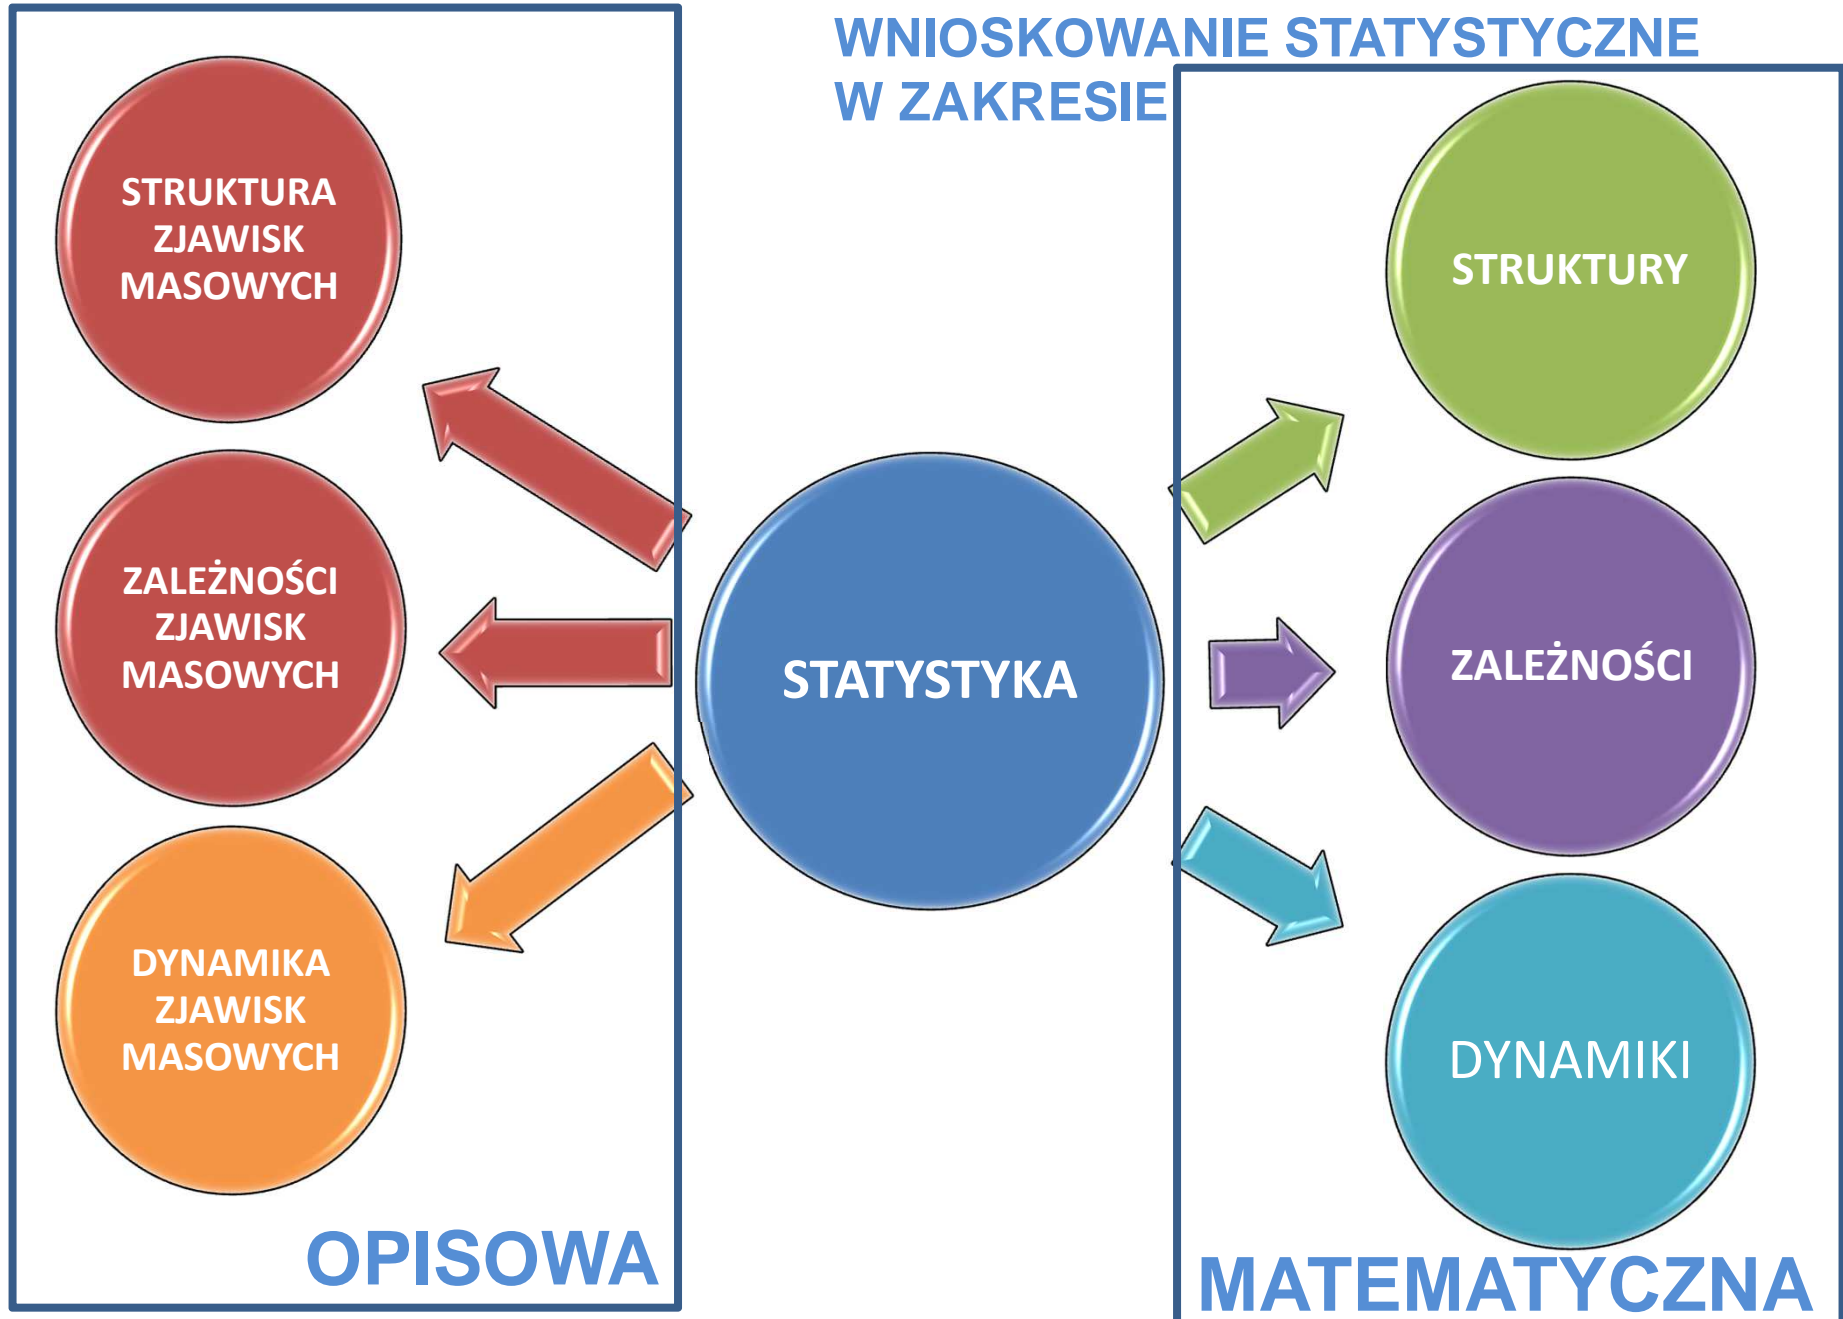 WNIOSKOWANIE STATYSTYCZNE
W ZAKRESIE
STRUKTURA
ZJAWISK
MASOWYCH
ZALEŻNOŚCI
ZJAWISK
MASOWYCH
DYNAMIKA
ZJAWISK
MASOWYCH
OPISOWA
STATYSTYKA
STRUKTURY
ZALEŻNOŚCI
DYNAMIKI
MATEMATYCZNA